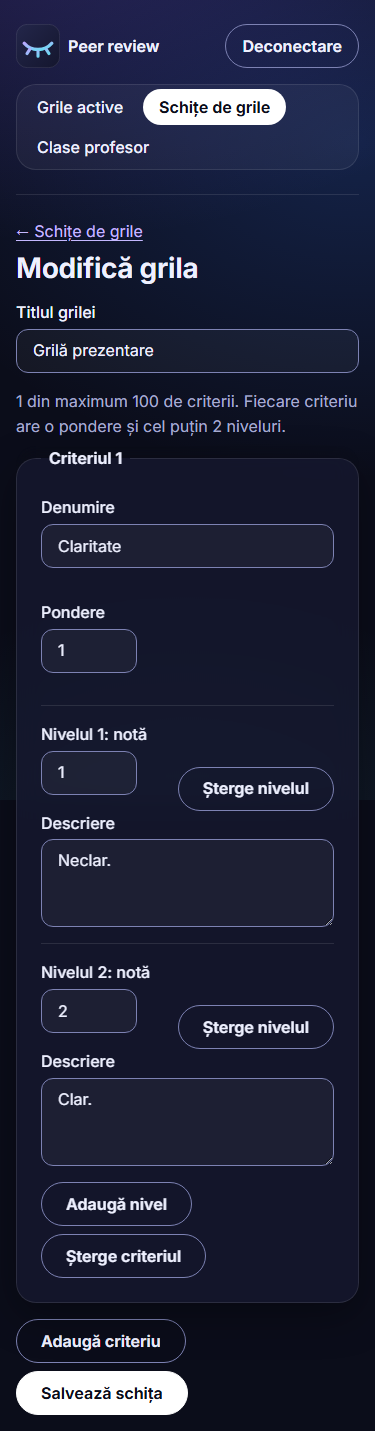 Peer review
Deconectare
Grile active
Schițe de grile
Clase profesor
← Schițe de grile
Modifică grila
Titlul grilei
Grilă prezentare
1 din maximum 100 de criterii. Fiecare criteriu
are o pondere și cel puțin 2 niveluri.
Criteriul 1
Denumire
Claritate
Pondere
1
Nivelul 1: notă
1
Șterge nivelul
Descriere
Neclar.
Nivelul 2: notă
2
Șterge nivelul
Descriere
Clar.
Adaugă nivel
Șterge criteriul
Adaugă criteriu
Salvează schița